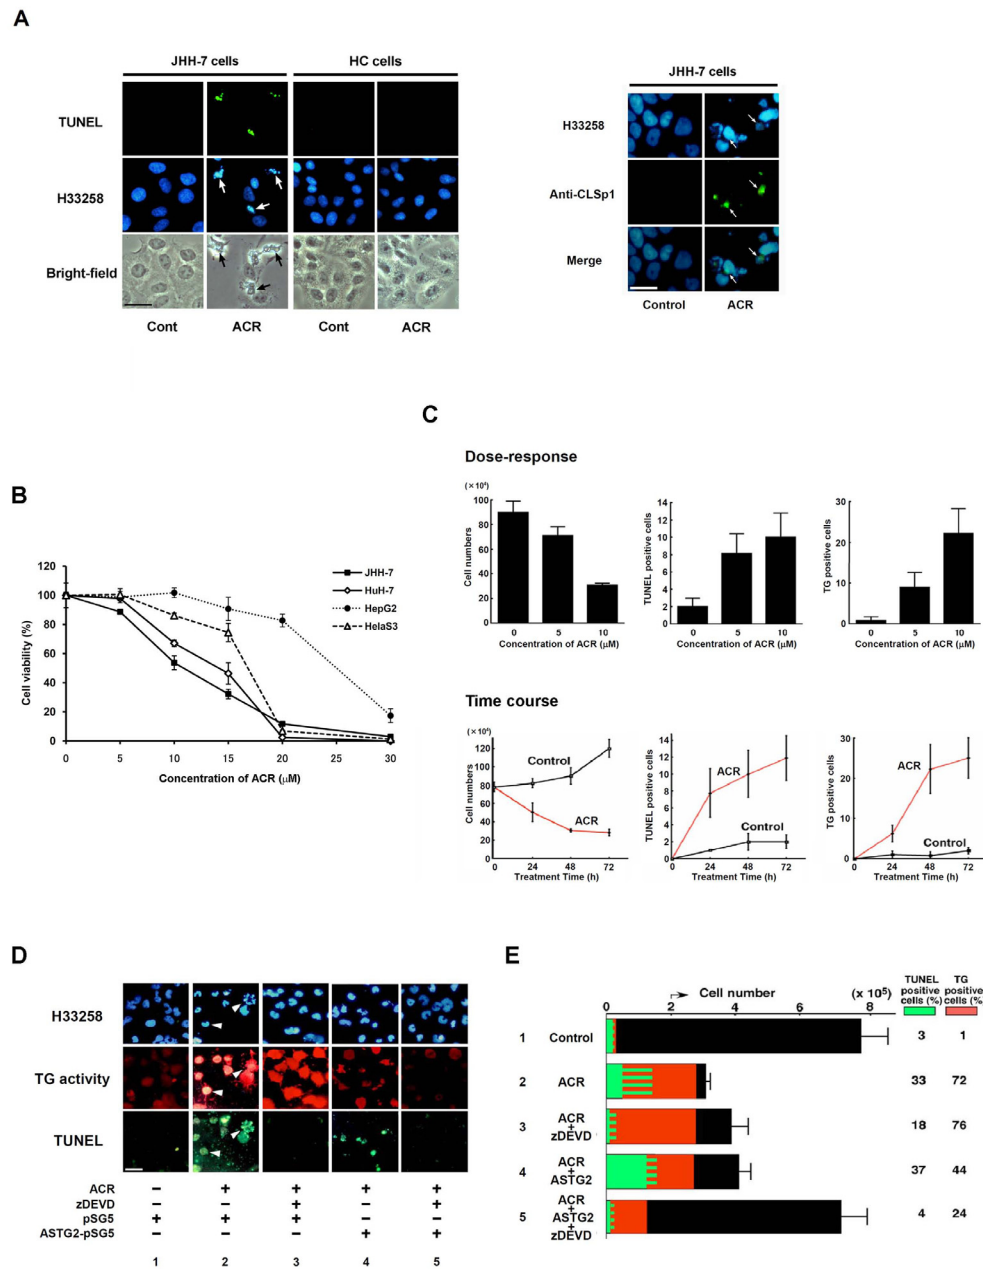 A
JHH-7 cells
HC cells
TUNEL
H33258
Bright-field
Cont
ACR
Cont
ACR
JHH-7 cells
H33258
Anti-CLSp1
Merge
Control
ACR
B
120
100
80
60
40
20
0
0
5
10
15
20
25
30
Cell viability (%)
Concentration of ACR (μM)
JHH-7
HuH-7
HepG2
HelaS3
C
Dose-response
(×10⁴)
100
80
60
40
20
0
Cell numbers
0
5
10
Concentration of ACR (μM)
14
12
10
8
6
4
2
0
TUNEL positive cells
0
5
10
Concentration of ACR (μM)
30
20
10
0
TG positive cells
0
5
10
Concentration of ACR (μM)
Time course
(×10⁴)
120
100
80
60
40
20
0
Cell numbers
Control
ACR
0
24
48
72
Treatment Time (h)
14
12
10
8
6
4
2
0
TUNEL positive cells
ACR
Control
0
24
48
72
Treatment Time (h)
30
20
10
0
TG positive cells
ACR
Control
0
24
48
72
Treatment Time (h)
D
H33258
TG activity
TUNEL
ACR − + + + +
zDEVD − − + − +
pSG5 + + + − −
ASTG2-pSG5 − − − + +
1 2 3 4 5
E
Cell number
(x 10⁵)
0 2 4 6 8
TUNEL positive cells (%)
TG positive cells (%)
1 Control 3 1
2 ACR 33 72
3 ACR + zDEVD 18 76
4 ACR + ASTG2 37 44
5 ACR + ASTG2 + zDEVD 4 24